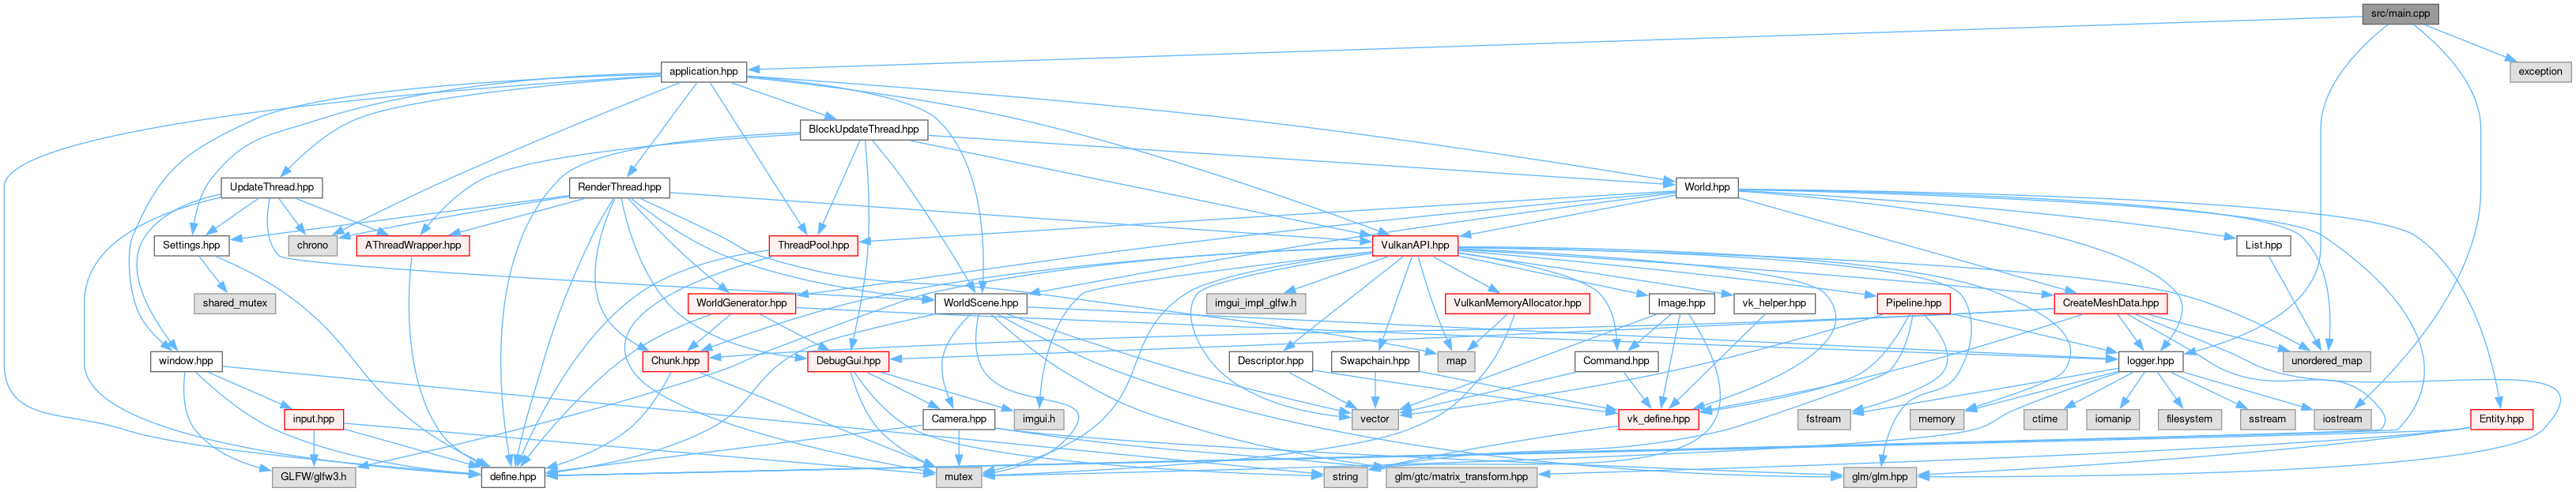 src/main.cpp
application.hpp
exception
BlockUpdateThread.hpp
UpdateThread.hpp
RenderThread.hpp
World.hpp
Settings.hpp
chrono
AThreadWrapper.hpp
ThreadPool.hpp
VulkanAPI.hpp
List.hpp
shared_mutex
WorldGenerator.hpp
WorldScene.hpp
imgui_impl_glfw.h
VulkanMemoryAllocator.hpp
Image.hpp
vk_helper.hpp
Pipeline.hpp
CreateMeshData.hpp
window.hpp
Chunk.hpp
DebugGui.hpp
Descriptor.hpp
Swapchain.hpp
map
Command.hpp
logger.hpp
unordered_map
input.hpp
Camera.hpp
imgui.h
vector
vk_define.hpp
fstream
memory
ctime
iomanip
filesystem
sstream
iostream
Entity.hpp
GLFW/glfw3.h
define.hpp
mutex
string
glm/gtc/matrix_transform.hpp
glm/glm.hpp